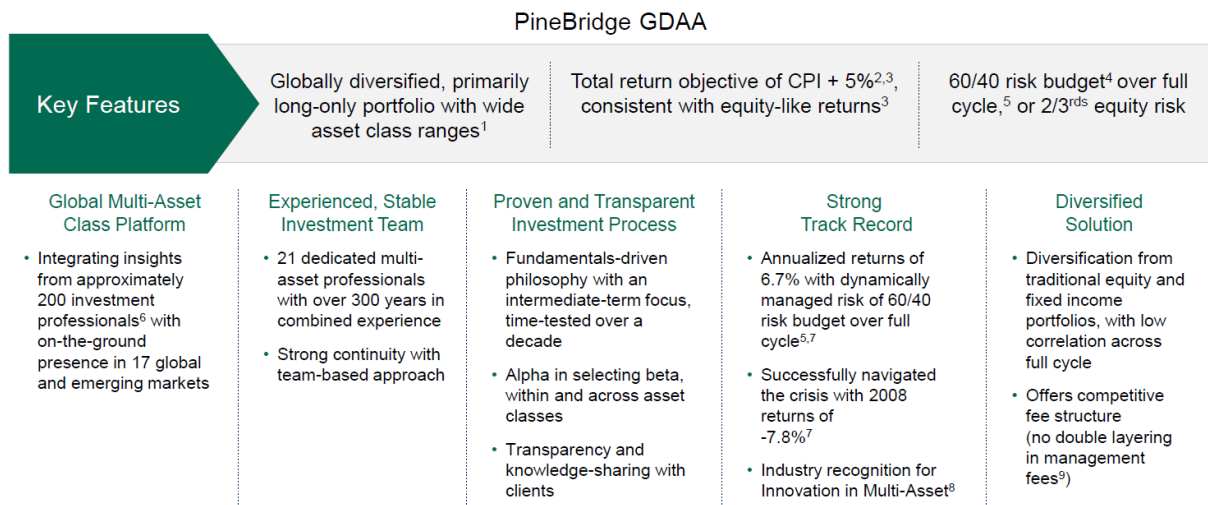 PineBridge GDAA
Key Features
Globally diversified, primarily
long-only portfolio with wide
asset class ranges¹
Total return objective of CPI + 5%²,³,
consistent with equity-like returns³
60/40 risk budget⁴ over full
cycle,⁵ or 2/3ʳᵈˢ equity risk
Global Multi-Asset
Class Platform
• Integrating insights
from approximately
200 investment
professionals⁶ with
on-the-ground
presence in 17 global
and emerging markets
Experienced, Stable
Investment Team
• 21 dedicated multi-
asset professionals
with over 300 years in
combined experience
• Strong continuity with
team-based approach
Proven and Transparent
Investment Process
• Fundamentals-driven
philosophy with an
intermediate-term focus,
time-tested over a
decade
• Alpha in selecting beta,
within and across asset
classes
• Transparency and
knowledge-sharing with
clients
Strong
Track Record
• Annualized returns of
6.7% with dynamically
managed risk of 60/40
risk budget over full
cycle⁵,⁷
• Successfully navigated
the crisis with 2008
returns of
-7.8%⁷
• Industry recognition for
Innovation in Multi-Asset⁸
Diversified
Solution
• Diversification from
traditional equity and
fixed income
portfolios, with low
correlation across
full cycle
• Offers competitive
fee structure
(no double layering
in management
fees⁹)